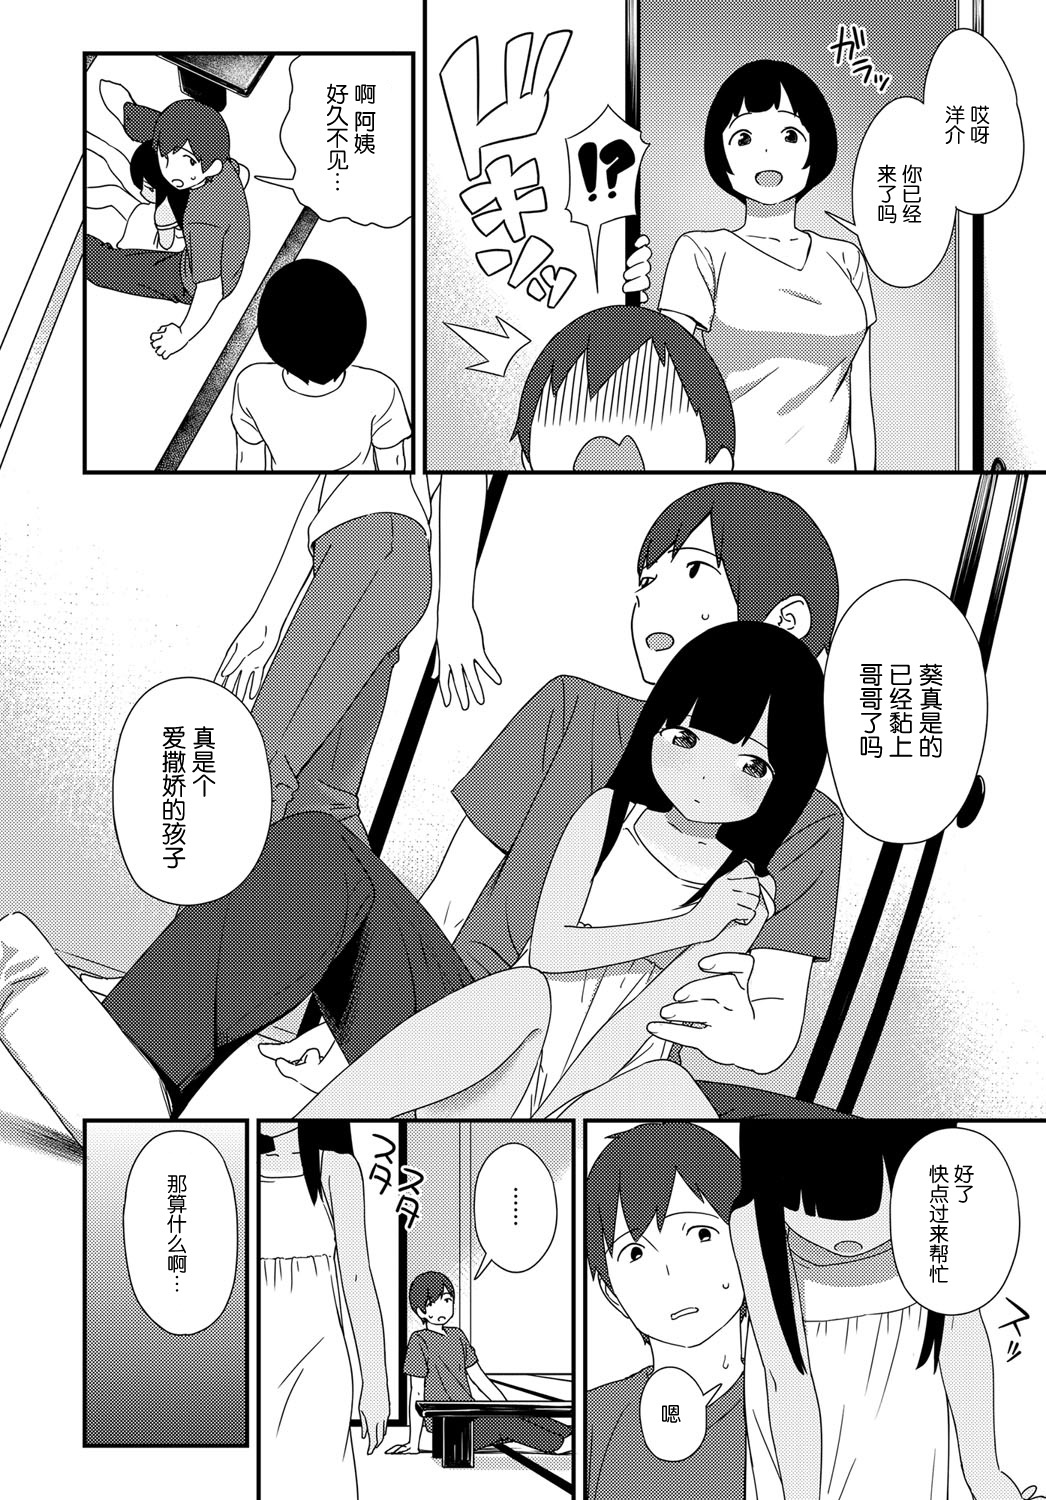 ガラッ
哎呀
洋介
你已经
来了吗
!?
ドキーッッ
啊 阿姨
好久不见…
葵真是的
已经黏上
哥哥了吗
真是个
爱撒娇的孩子
好了
快点过来帮忙
ス
嗯
……
スタ
スタ
那算什么啊…